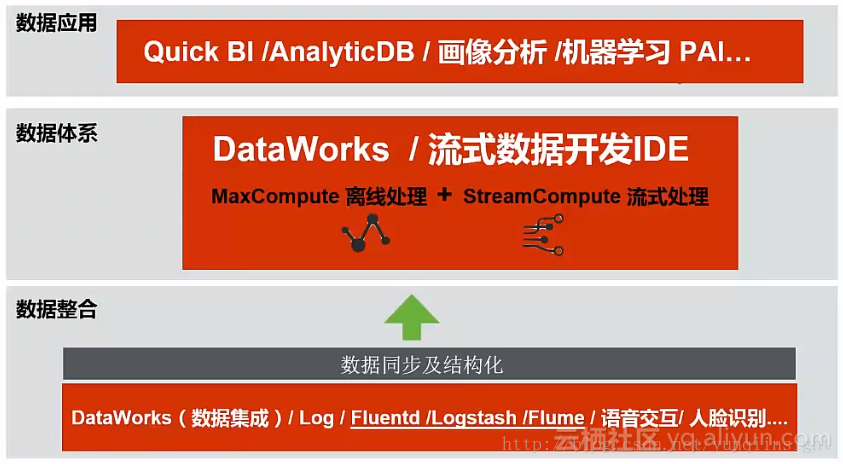 数据应用
Quick BI /AnalyticDB / 画像分析 /机器学习 PAI...
数据体系
DataWorks / 流式数据开发IDE
MaxCompute 离线处理 + StreamCompute 流式处理
数据整合
数据同步及结构化
DataWorks（数据集成）/ Log / Fluentd /Logstash /Flume / 语音交互/ 人脸识别....
云栖社区 yq.aliyun.com
http://blog.csdn.net/yunqiinsight